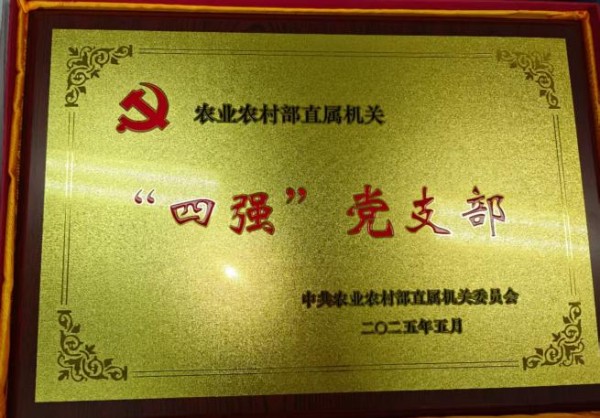 农业农村部直属机关
“四强”党支部
中共农业农村部直属机关委员会
二〇二五年五月